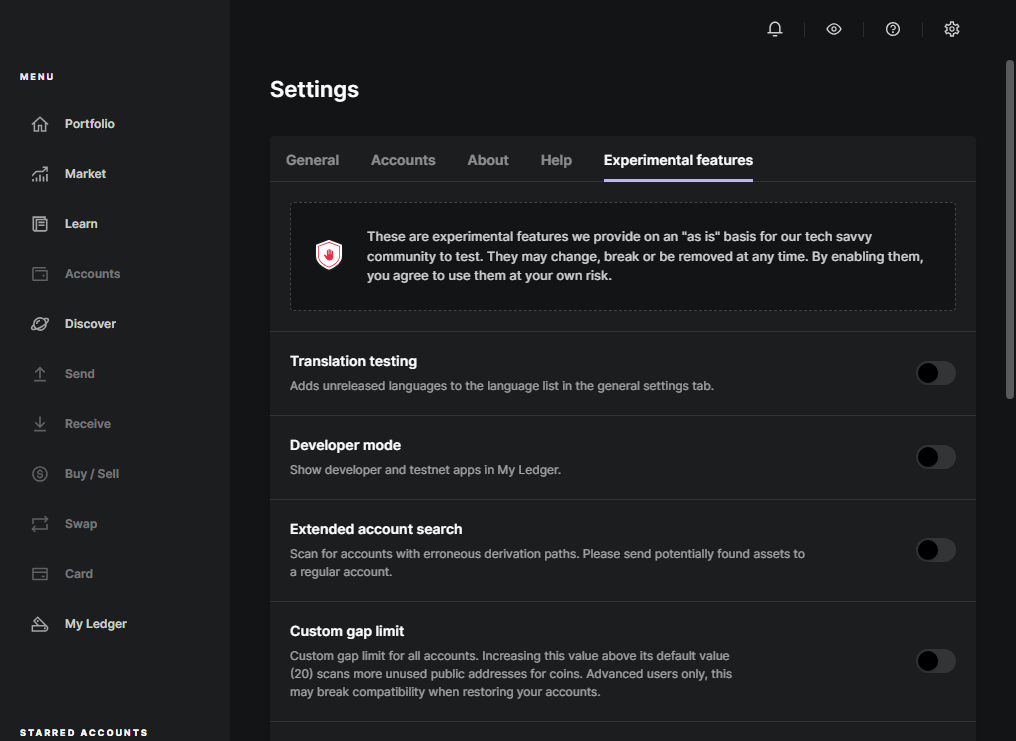 MENU
Portfolio
Market
Learn
Accounts
Discover
Send
Receive
Buy / Sell
Swap
Card
My Ledger
STARRED ACCOUNTS
Settings
General
Accounts
About
Help
Experimental features
These are experimental features we provide on an "as is" basis for our tech savvy
community to test. They may change, break or be removed at any time. By enabling them,
you agree to use them at your own risk.
Translation testing
Adds unreleased languages to the language list in the general settings tab.
Developer mode
Show developer and testnet apps in My Ledger.
Extended account search
Scan for accounts with erroneous derivation paths. Please send potentially found assets to
a regular account.
Custom gap limit
Custom gap limit for all accounts. Increasing this value above its default value
(20) scans more unused public addresses for coins. Advanced users only, this
may break compatibility when restoring your accounts.